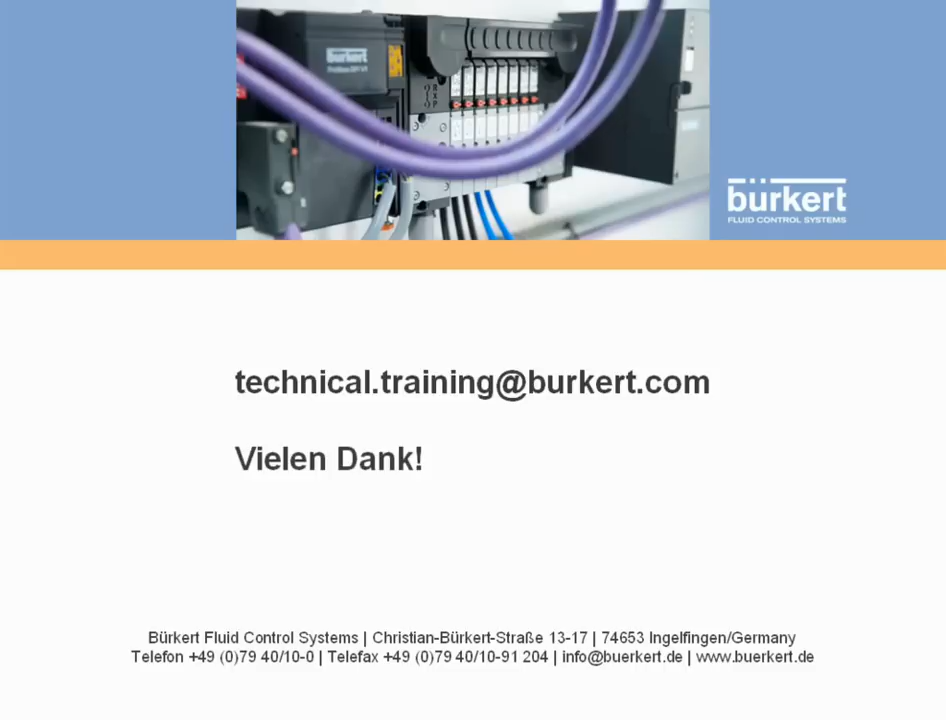 bürkert
bürkert
FLUID CONTROL SYSTEMS
technical.training@burkert.com
Vielen Dank!
Bürkert Fluid Control Systems | Christian-Bürkert-Straße 13-17 | 74653 Ingelfingen/Germany
Telefon +49 (0)79 40/10-0 | Telefax +49 (0)79 40/10-91 204 | info@buerkert.de | www.buerkert.de